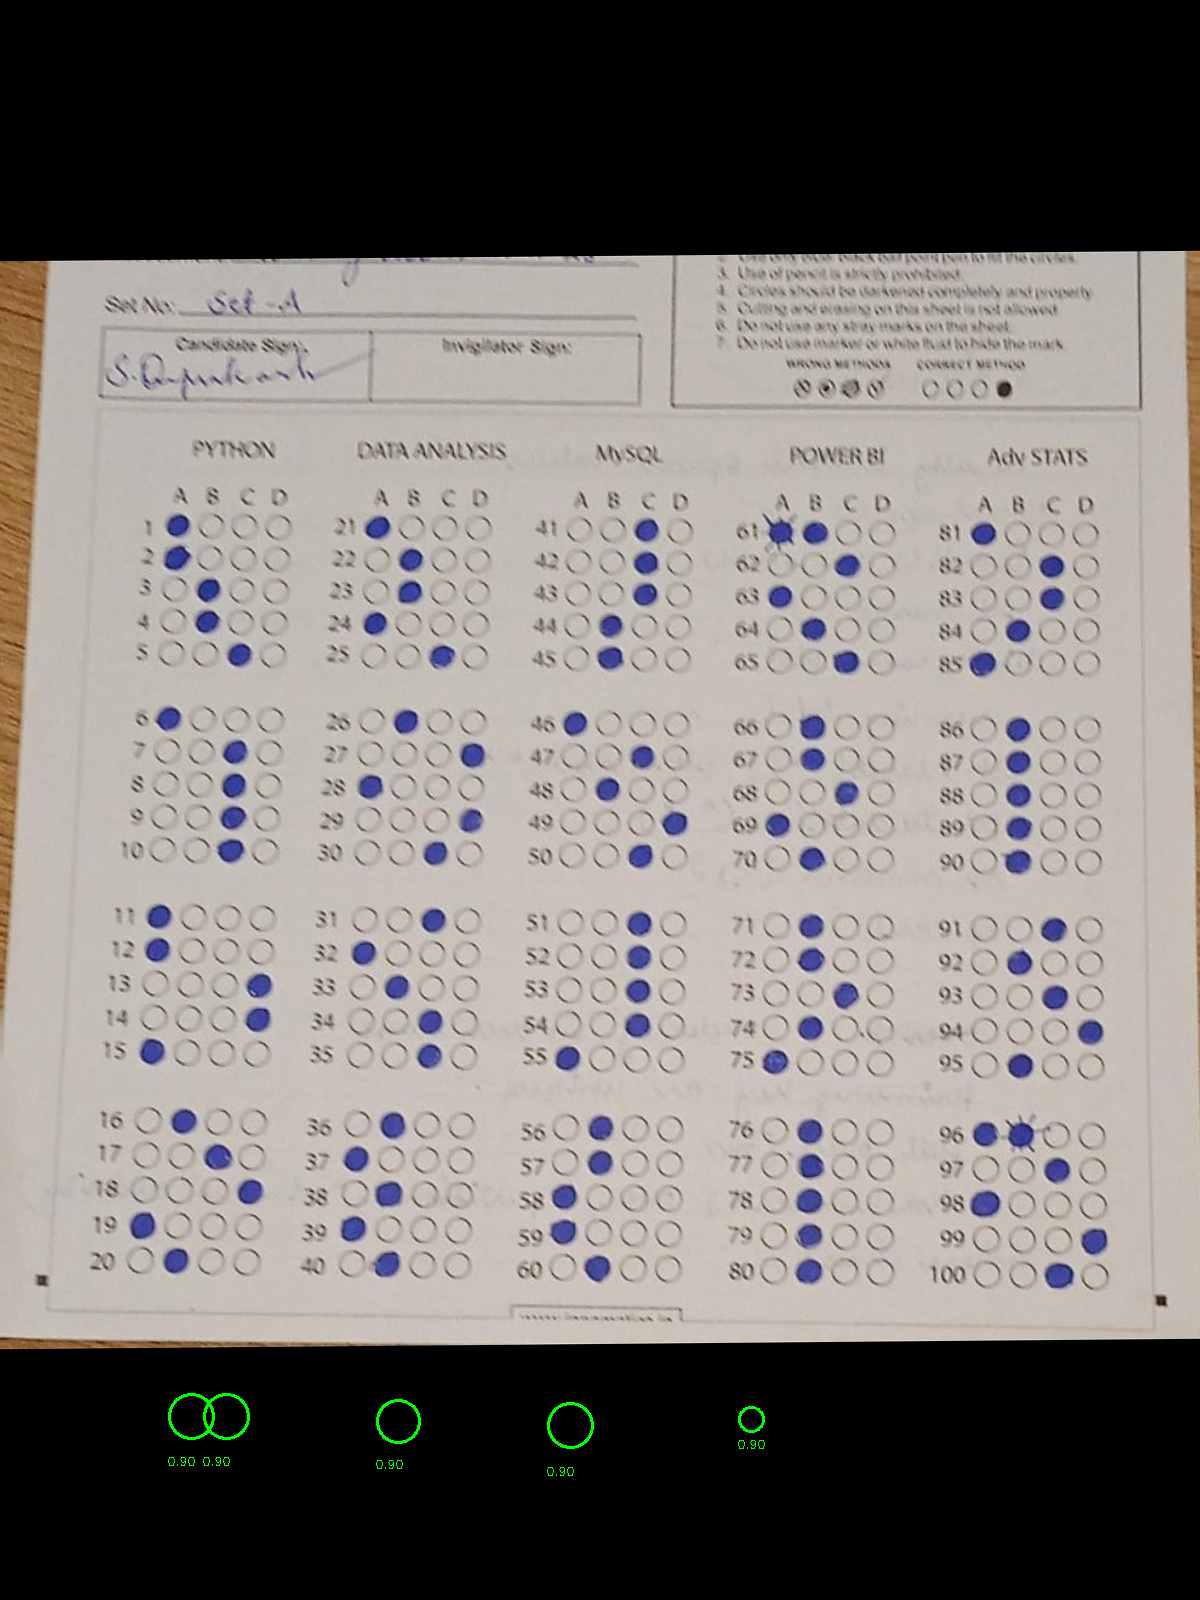 2. Use only blue/black ball point pen to fill the circles.
3. Use of pencil is strictly prohibited.
4. Circles should be darkened completely and properly.
5. Cutting and erasing on this sheet is not allowed.
6. Do not use any stray marks on the sheet.
7. Do not use marker or white fluid to hide the mark.
WRONG METHODS CORRECT METHOD
Set No: Set-A
Candidate Sign: Invigilator Sign:
PYTHON DATA ANALYSIS MySQL POWER BI Adv STATS
A B C D A B C D A B C D A B C D A B C D
1 21 41 61 81
2 22 42 62 82
3 23 43 63 83
4 24 44 64 84
5 25 45 65 85
6 26 46 66 86
7 27 47 67 87
8 28 48 68 88
9 29 49 69 89
10 30 50 70 90
11 31 51 71 91
12 32 52 72 92
13 33 53 73 93
14 34 54 74 94
15 35 55 75 95
16 36 56 76 96
17 37 57 77 97
18 38 58 78 98
19 39 59 79 99
20 40 60 80 100
0.90 0.90 0.90 0.90 0.90